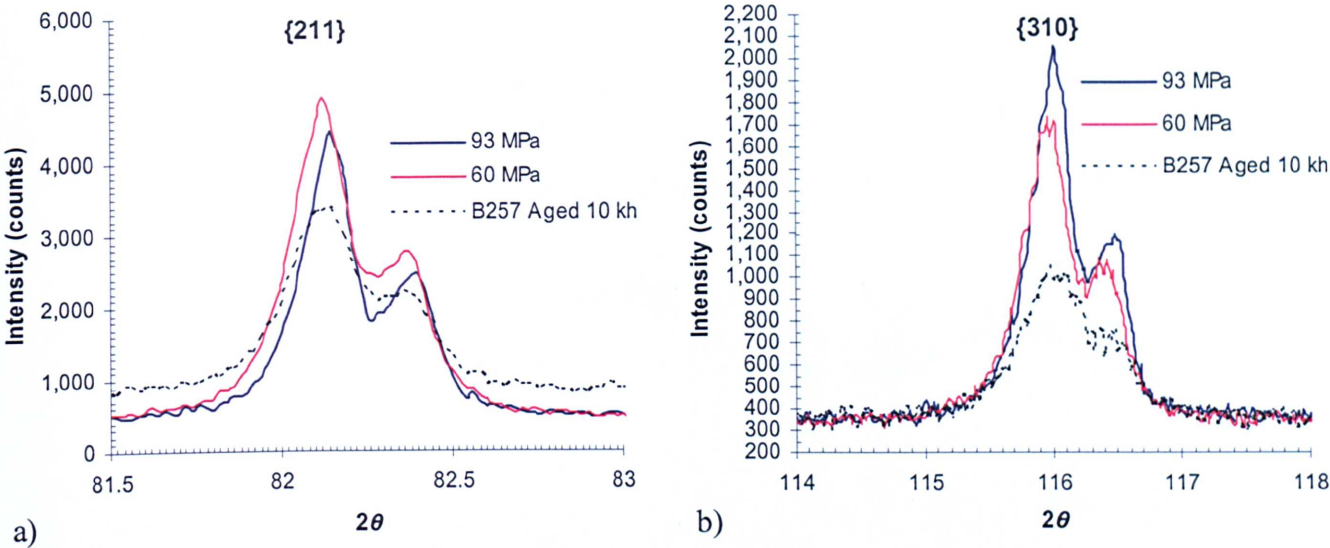 {211}
6,000
5,000
4,000
3,000
2,000
1,000
0
Intensity (counts)
93 MPa
60 MPa
B257 Aged 10 kh
81.5 82 82.5 83
2θ
a)
{310}
2,200
2,100
2,000
1,900
1,800
1,700
1,600
1,500
1,400
1,300
1,200
1,100
1,000
900
800
700
600
500
400
300
200
Intensity (counts)
93 MPa
60 MPa
B257 Aged 10 kh
114 115 116 117 118
2θ
b)